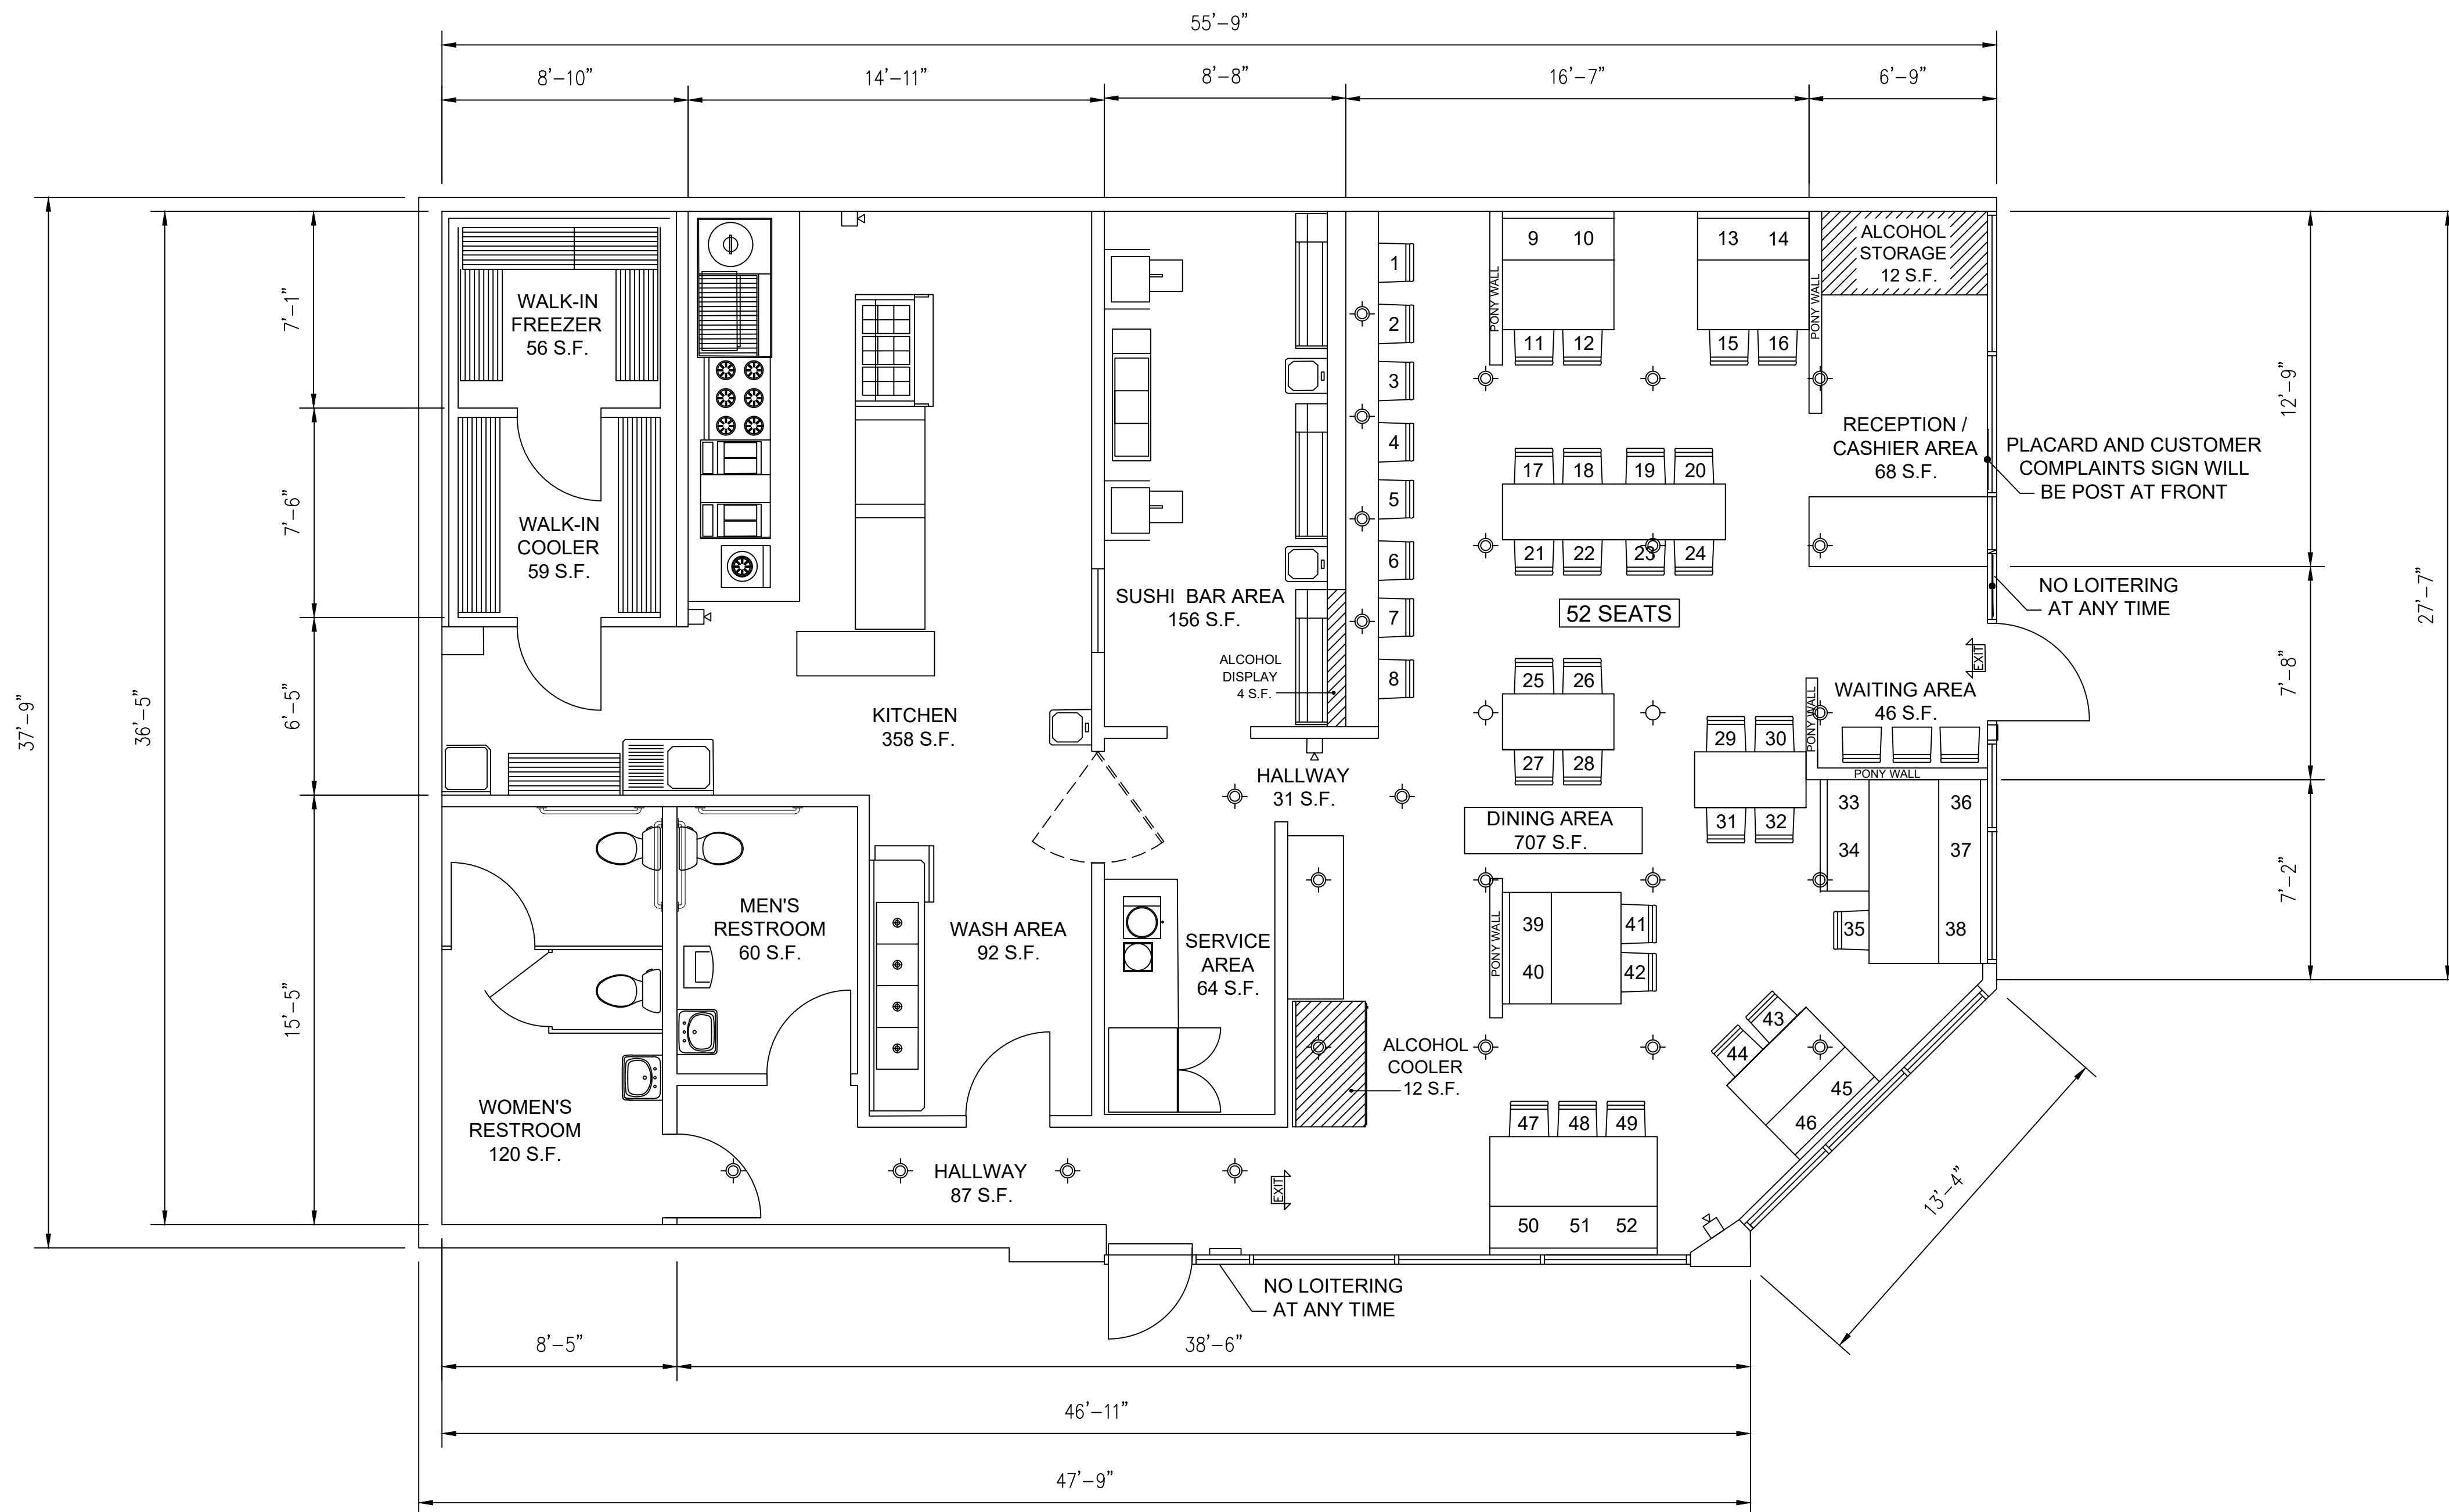 55'-9"
8'-10"
14'-11"
8'-8"
16'-7"
6'-9"
37'-9"
36'-5"
7'-1"
7'-6"
6'-5"
15'-5"
WALK-IN
FREEZER
56 S.F.
WALK-IN
COOLER
59 S.F.
KITCHEN
358 S.F.
SUSHI BAR AREA
156 S.F.
ALCOHOL
DISPLAY
4 S.F.
1
2
3
4
5
6
7
8
PONY WALL
9 10
11 12
13 14
15 16
PONY WALL
ALCOHOL
STORAGE
12 S.F.
RECEPTION /
CASHIER AREA
68 S.F.
PLACARD AND CUSTOMER
COMPLAINTS SIGN WILL
BE POST AT FRONT
NO LOITERING
AT ANY TIME
17 18 19 20
21 22 23 24
52 SEATS
25 26
27 28
EXIT
WAITING AREA
46 S.F.
PONY WALL
PONY WALL
29 30
31 32
HALLWAY
31 S.F.
DINING AREA
707 S.F.
33 36
34 37
35 38
12'-9"
7'-8"
7'-2"
27'-7"
MEN'S
RESTROOM
60 S.F.
WASH AREA
92 S.F.
SERVICE
AREA
64 S.F.
PONY WALL
39 41
40 42
43
44
45
46
ALCOHOL
COOLER
12 S.F.
WOMEN'S
RESTROOM
120 S.F.
HALLWAY
87 S.F.
EXIT
47 48 49
50 51 52
13'-4"
NO LOITERING
AT ANY TIME
8'-5"
38'-6"
46'-11"
47'-9"